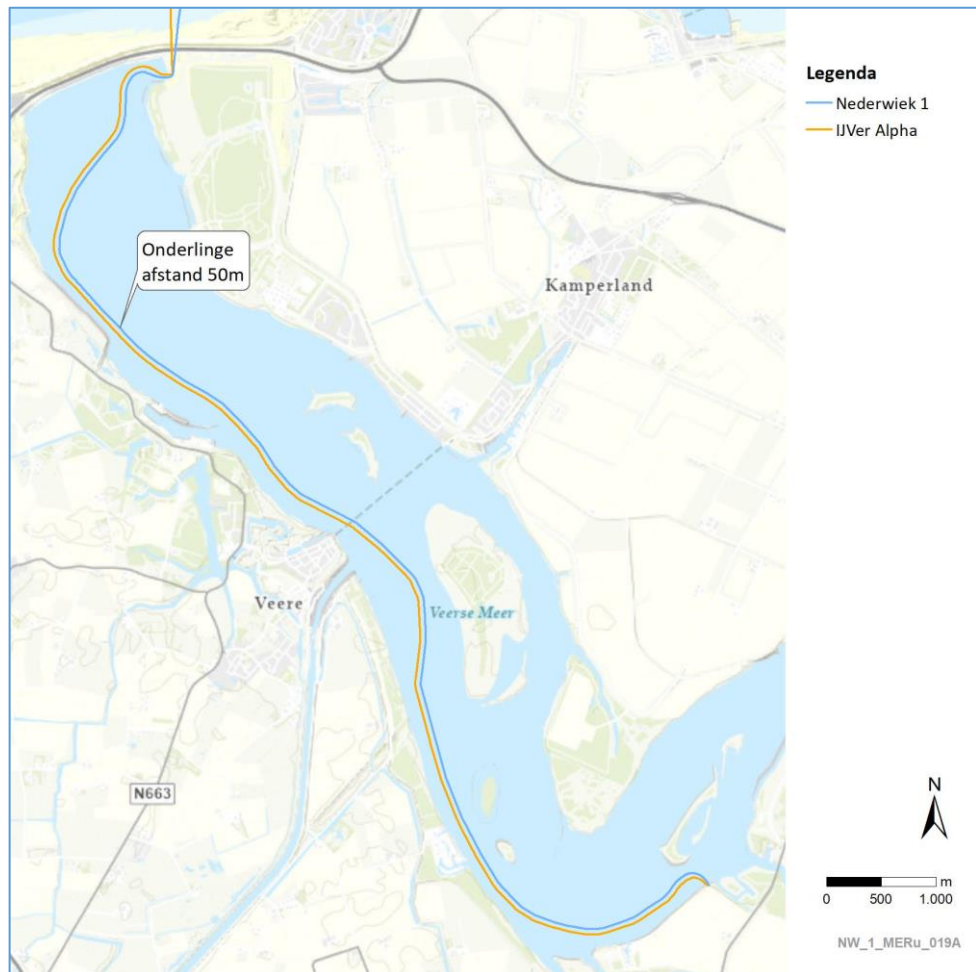 Legenda
Nederwiek 1
IJVer Alpha
Onderlinge
afstand 50m
Kamperland
Veere
Veerse Meer
N663
N
m
0 500 1.000
NW_1_MERu_019A